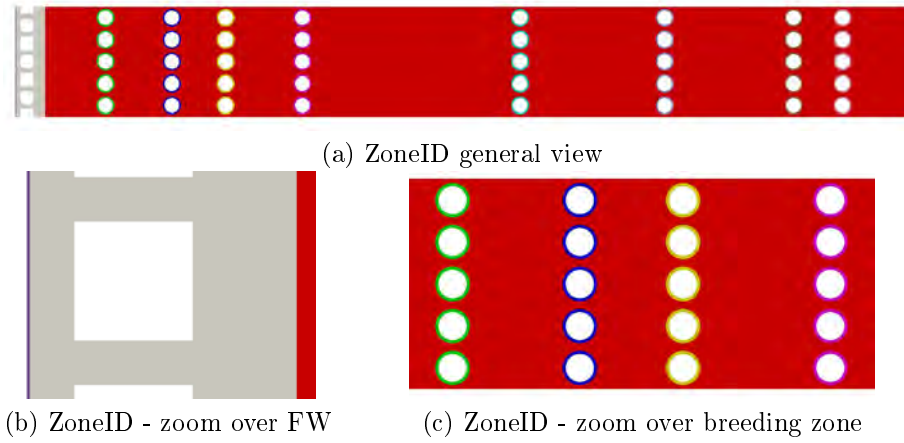 (a) ZoneID general view
(b) ZoneID - zoom over FW
(c) ZoneID - zoom over breeding zone